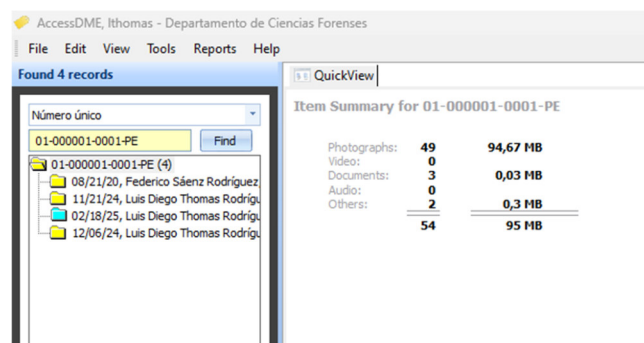 AccessDME, lthomas - Departamento de Ciencias Forenses
File Edit View Tools Reports Help
Found 4 records
QuickView
Item Summary for 01-000001-0001-PE
Número único
01-000001-0001-PE Find
01-000001-0001-PE (4)
08/21/20, Federico Sáenz Rodríguez
11/21/24, Luis Diego Thomas Rodrígu
02/18/25, Luis Diego Thomas Rodrígu
12/06/24, Luis Diego Thomas Rodrígu
Photographs: 49 94,67 MB
Video: 0
Documents: 3 0,03 MB
Audio: 0
Others: 2 0,3 MB
54 95 MB